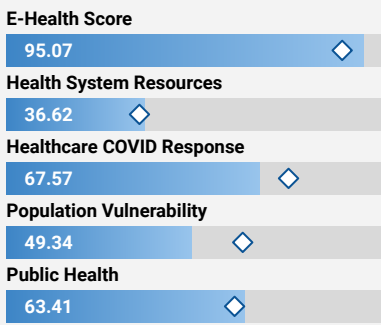 E-Health Score
95.07
Health System Resources
36.62
Healthcare COVID Response
67.57
Population Vulnerability
49.34
Public Health
63.41